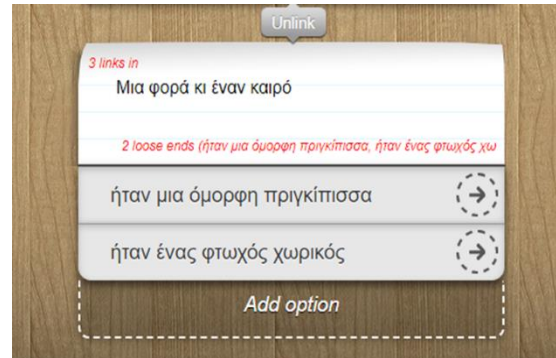 Unlink
3 links in
Μια φορά κι έναν καιρό
2 loose ends (ήταν μια όμορφη πριγκίπισσα, ήταν ένας φτωχός χω
ήταν μια όμορφη πριγκίπισσα
ήταν ένας φτωχός χωρικός
Add option